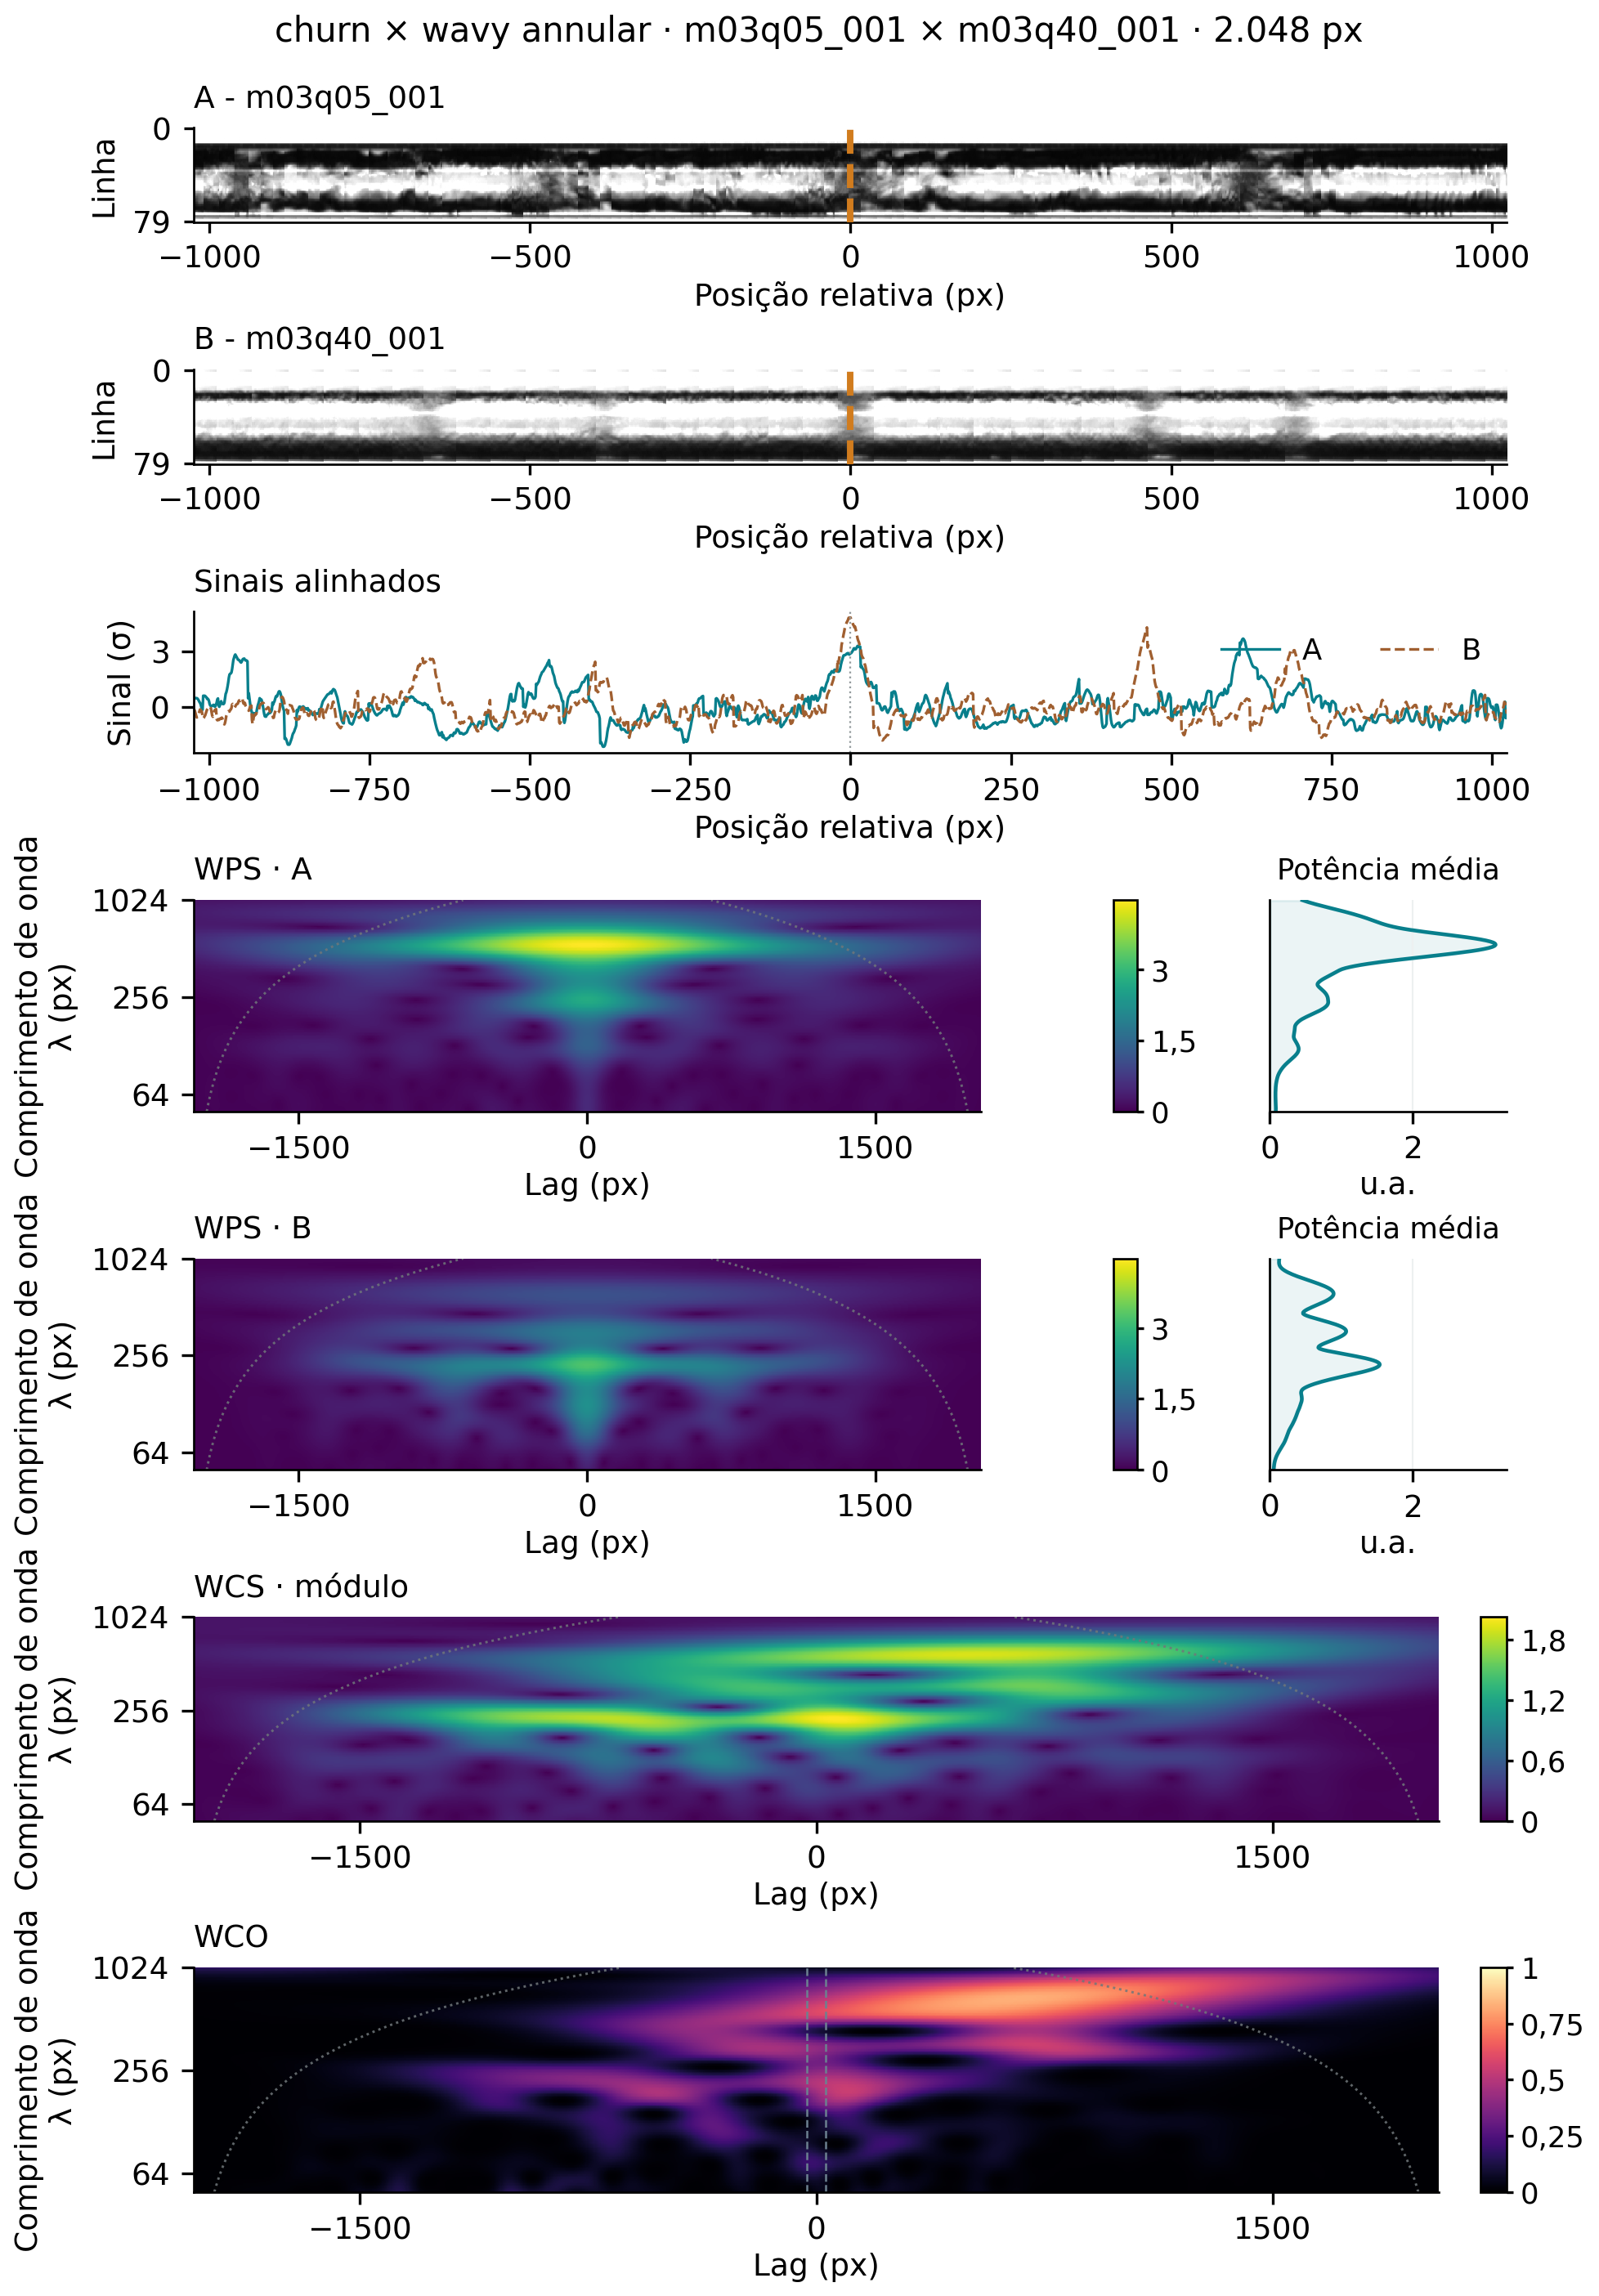 churn × wavy annular · m03q05_001 × m03q40_001 · 2.048 px
A - m03q05_001
Linha
0
79
−1000 −500 0 500 1000
Posição relativa (px)
B - m03q40_001
Linha
0
79
−1000 −500 0 500 1000
Posição relativa (px)
Sinais alinhados
Sinal (σ)
3
0
A B
−1000 −750 −500 −250 0 250 500 750 1000
Posição relativa (px)
WPS · A
Comprimento de onda
λ (px)
1024
256
64
−1500 0 1500
Lag (px)
3
1,5
0
Potência média
0 2
u.a.
WPS · B
Comprimento de onda
λ (px)
1024
256
64
−1500 0 1500
Lag (px)
3
1,5
0
Potência média
0 2
u.a.
WCS · módulo
Comprimento de onda
λ (px)
1024
256
64
−1500 0 1500
Lag (px)
1,8
1,2
0,6
0
WCO
Comprimento de onda
λ (px)
1024
256
64
−1500 0 1500
Lag (px)
1
0,75
0,5
0,25
0